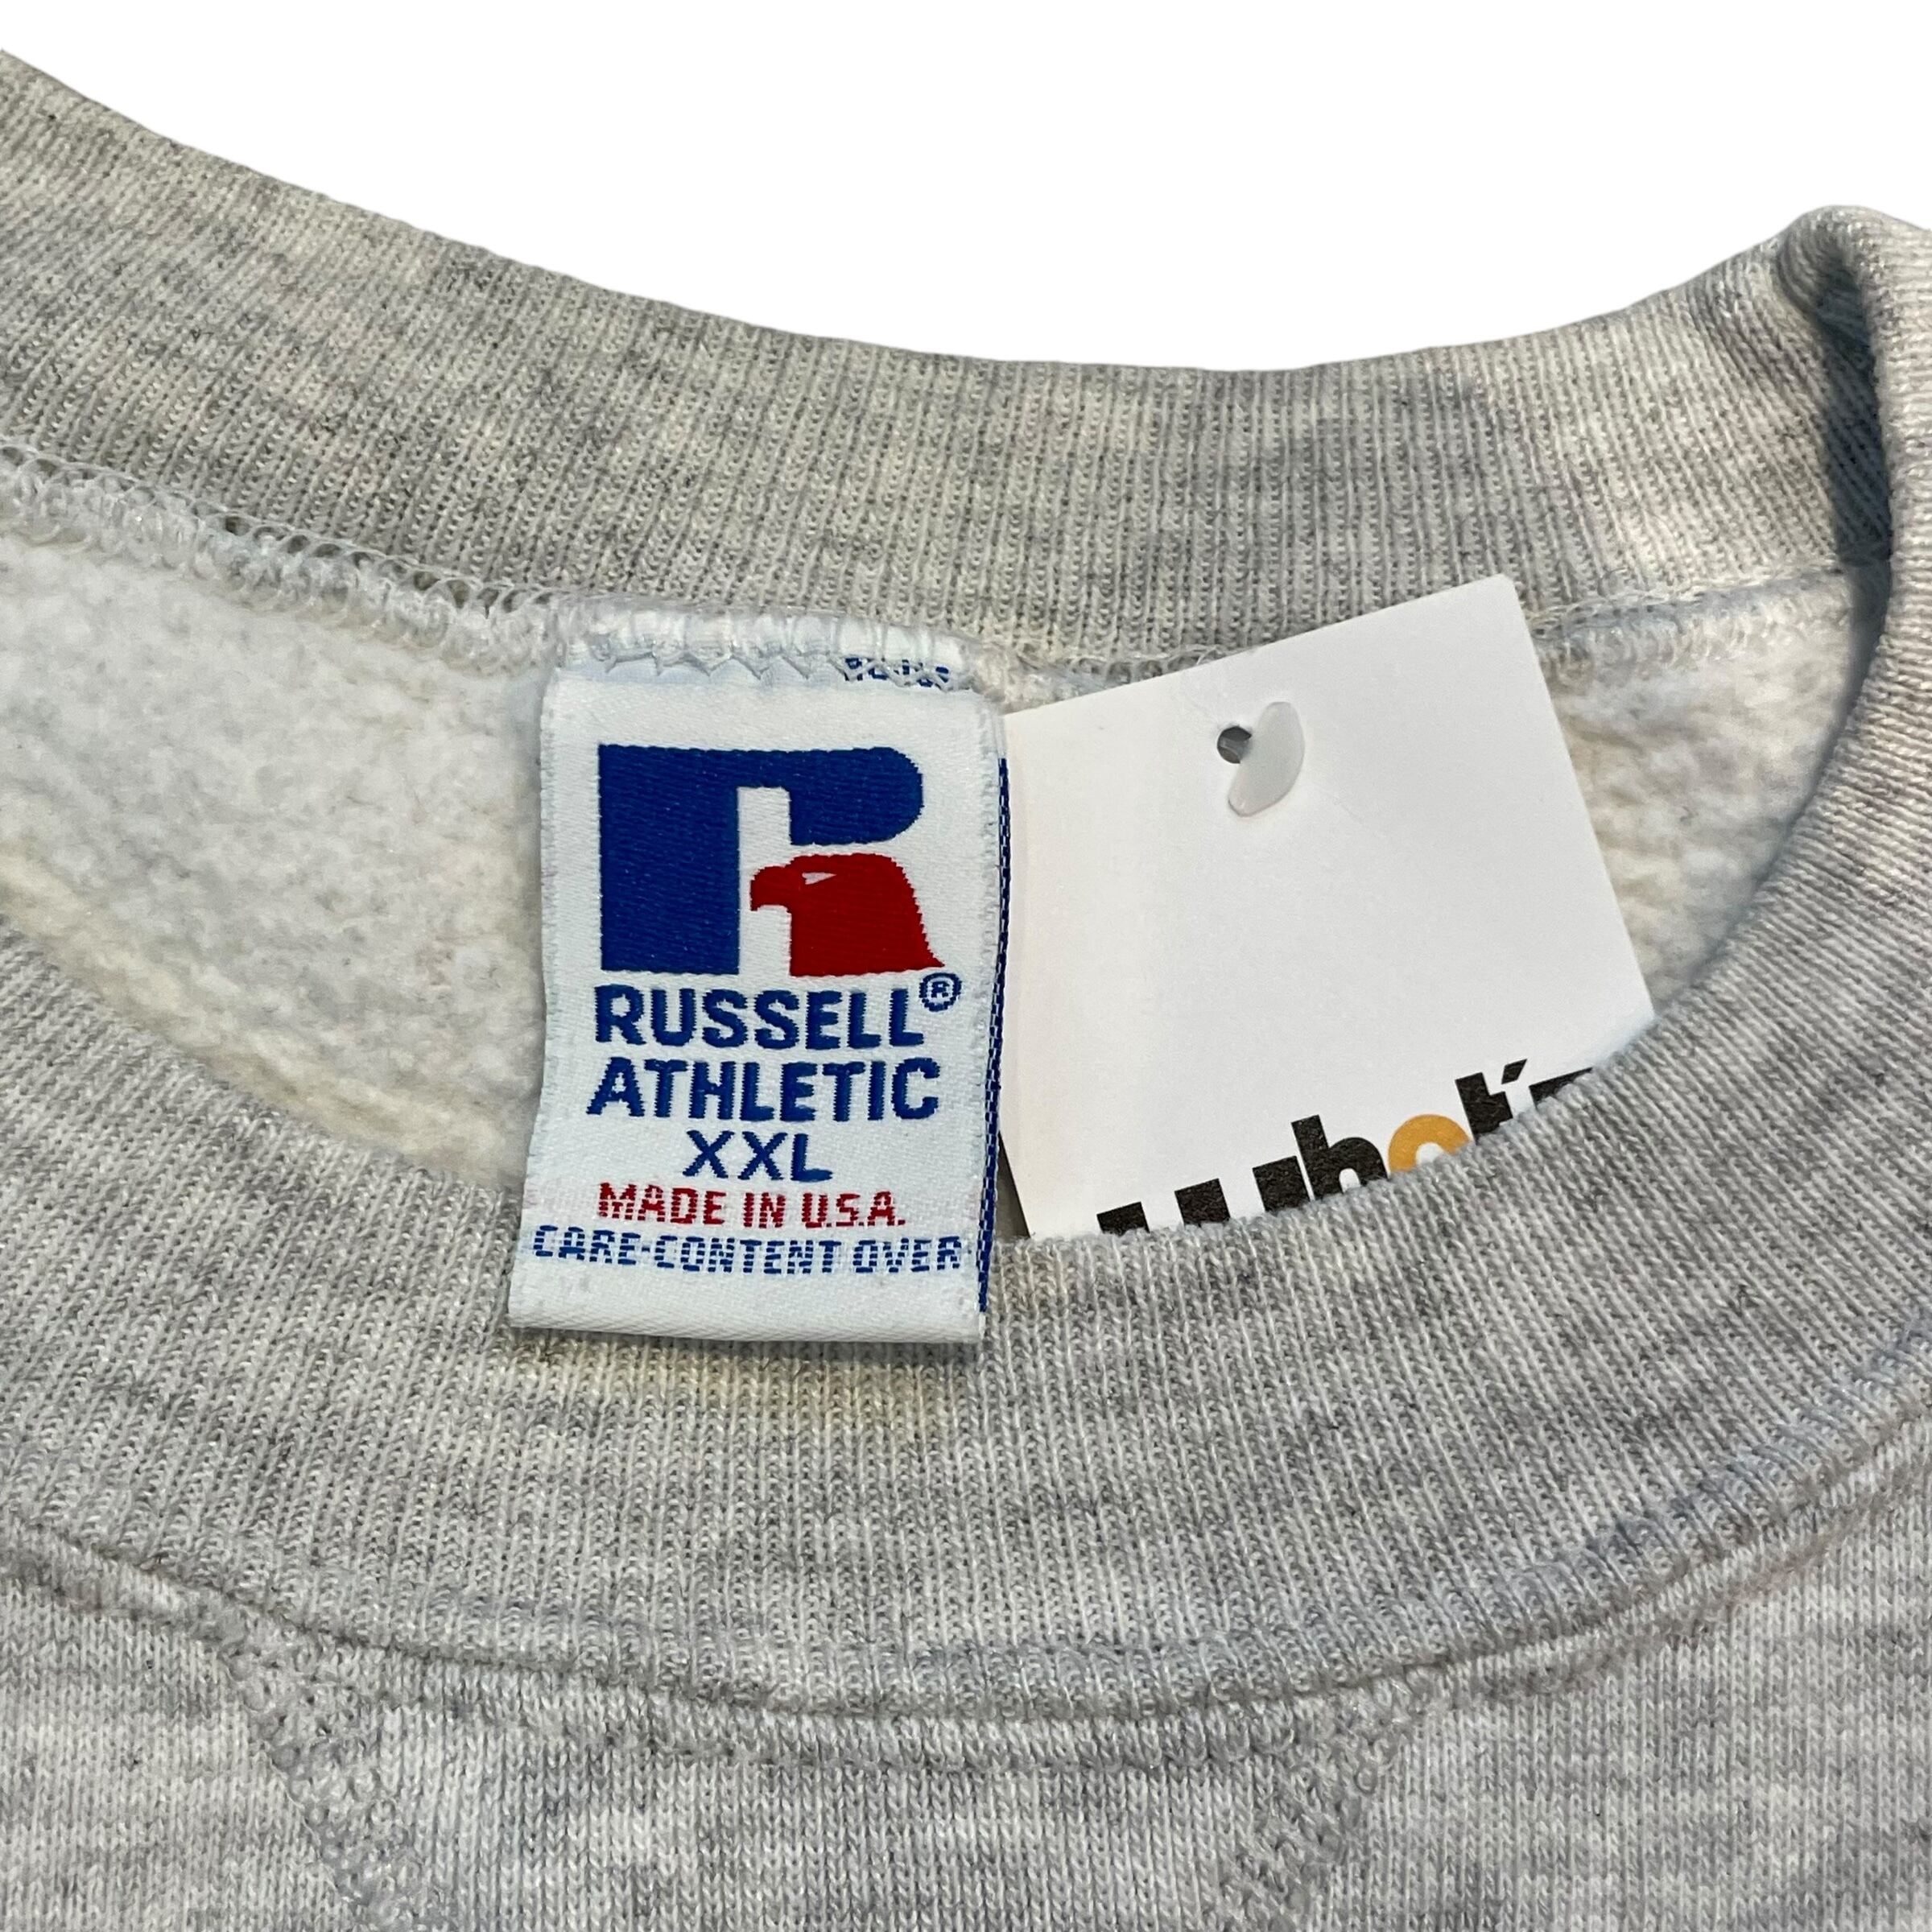 RUSSELL®
ATHLETIC
XXL
MADE IN U.S.A.
CARE-CONTENT OVER